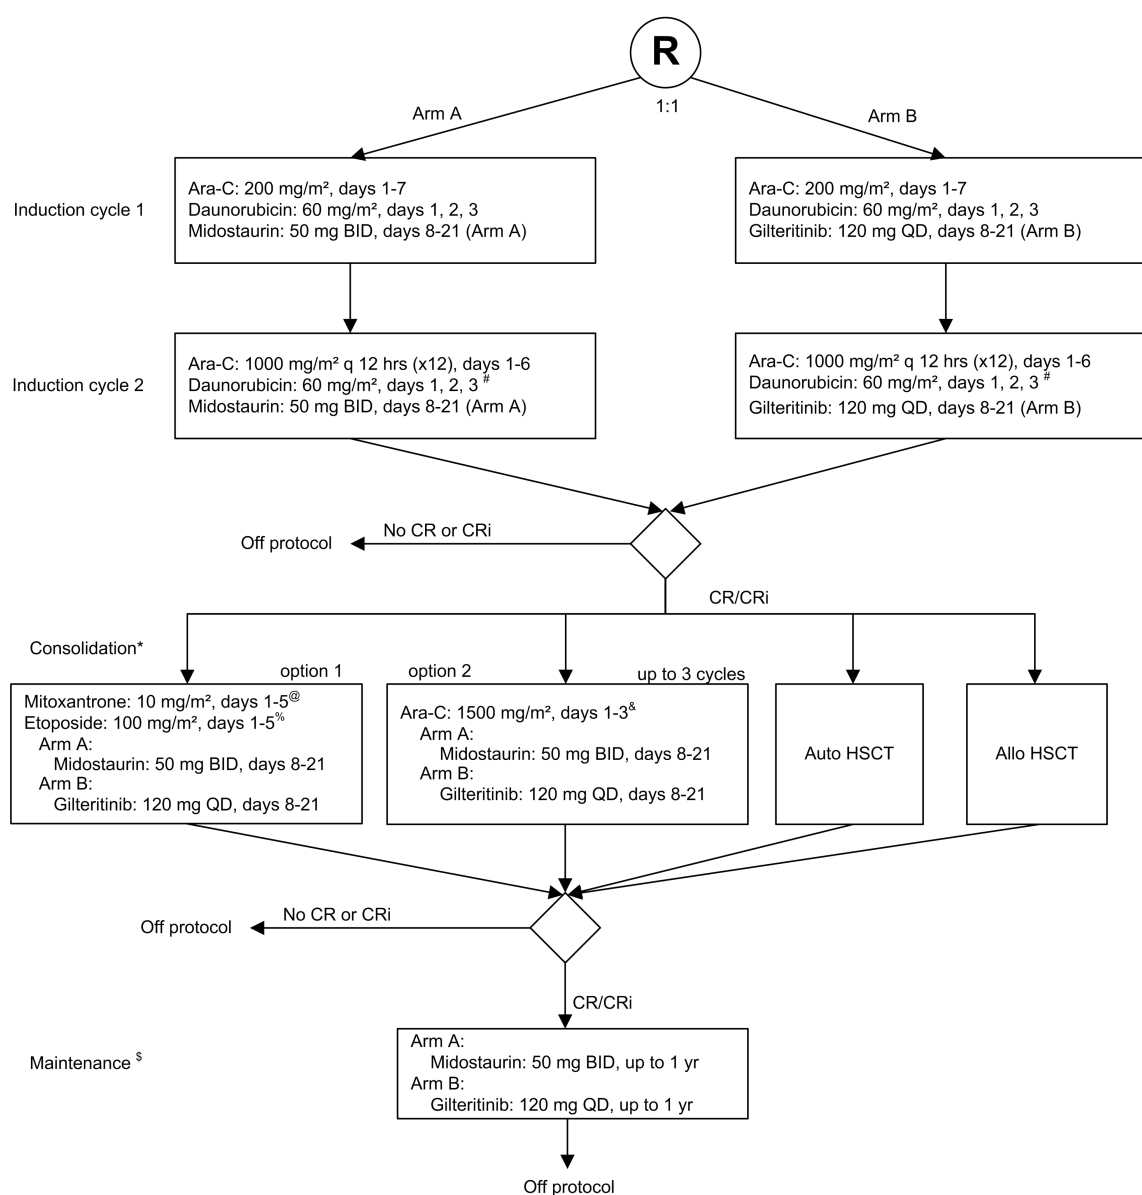 R
1:1
Arm A
Arm B
Induction cycle 1
Ara-C: 200 mg/m², days 1-7
Daunorubicin: 60 mg/m², days 1, 2, 3
Midostaurin: 50 mg BID, days 8-21 (Arm A)
Ara-C: 200 mg/m², days 1-7
Daunorubicin: 60 mg/m², days 1, 2, 3
Gilteritinib: 120 mg QD, days 8-21 (Arm B)
Induction cycle 2
Ara-C: 1000 mg/m² q 12 hrs (x12), days 1-6
Daunorubicin: 60 mg/m², days 1, 2, 3 #
Midostaurin: 50 mg BID, days 8-21 (Arm A)
Ara-C: 1000 mg/m² q 12 hrs (x12), days 1-6
Daunorubicin: 60 mg/m², days 1, 2, 3 #
Gilteritinib: 120 mg QD, days 8-21 (Arm B)
Off protocol
No CR or CRi
CR/CRi
Consolidation*
option 1
Mitoxantrone: 10 mg/m², days 1-5@
Etoposide: 100 mg/m², days 1-5%
Arm A:
Midostaurin: 50 mg BID, days 8-21
Arm B:
Gilteritinib: 120 mg QD, days 8-21
option 2
up to 3 cycles
Ara-C: 1500 mg/m², days 1-3&
Arm A:
Midostaurin: 50 mg BID, days 8-21
Arm B:
Gilteritinib: 120 mg QD, days 8-21
Auto HSCT
Allo HSCT
Off protocol
No CR or CRi
CR/CRi
Maintenance $
Arm A:
Midostaurin: 50 mg BID, up to 1 yr
Arm B:
Gilteritinib: 120 mg QD, up to 1 yr
Off protocol